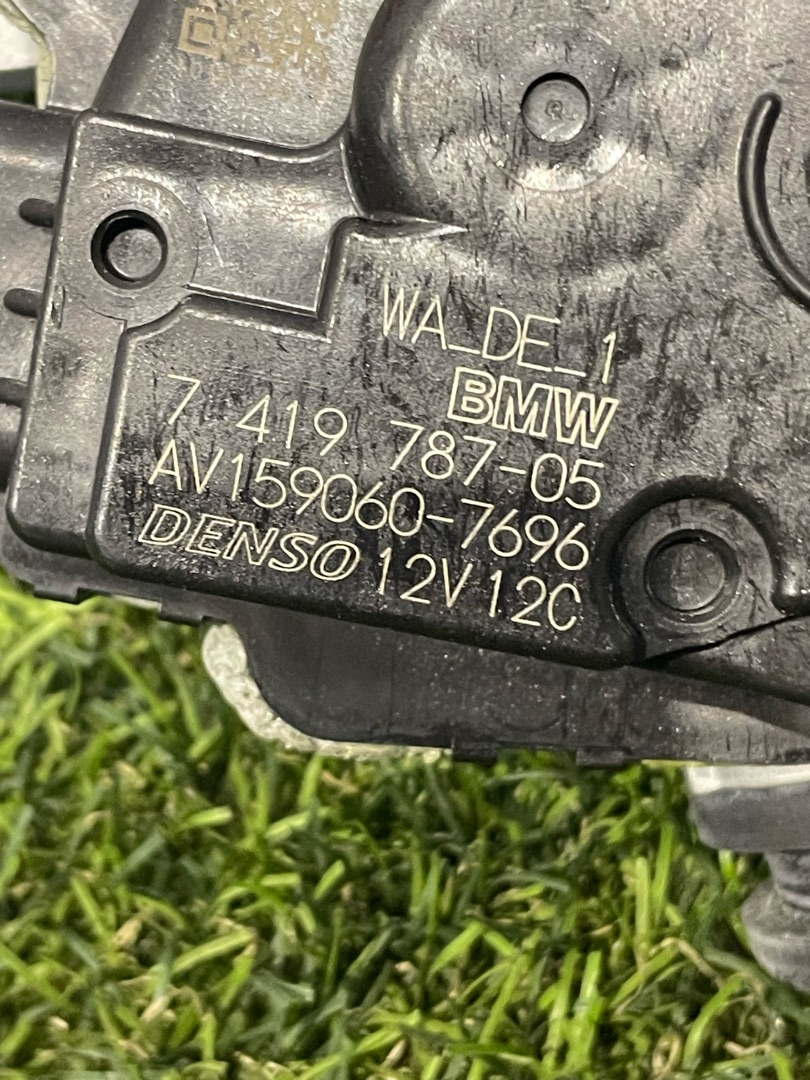 WA_DE_1
BMW
7 419 787-05
AV159060-7696
DENSO 12V 12C